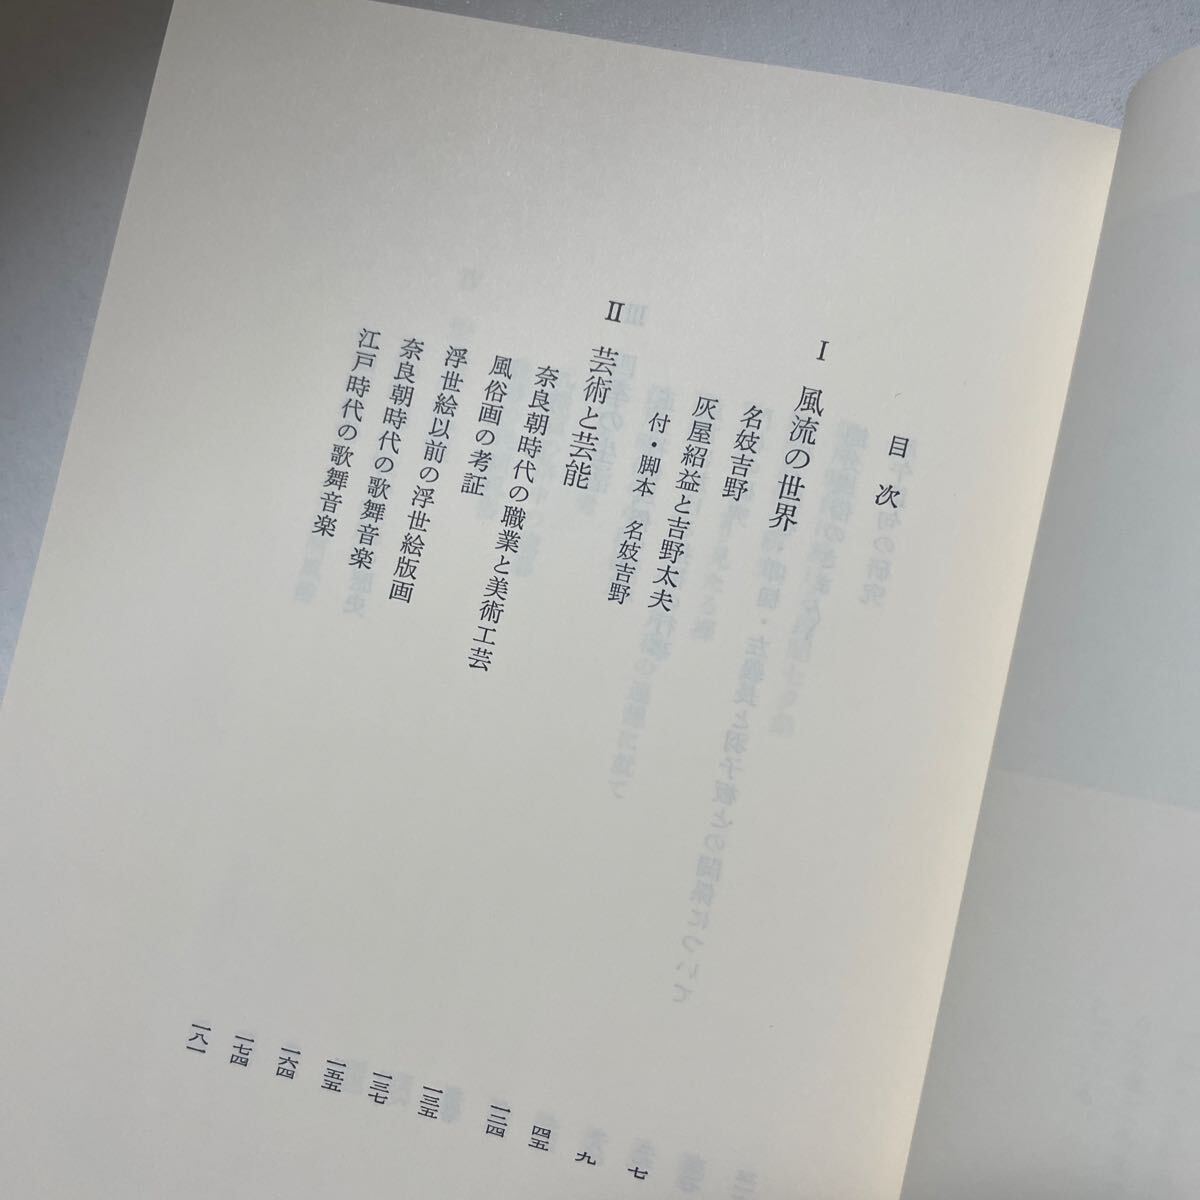 目次
Ⅰ 風流の世界 七
名妓吉野 九
灰屋紹益と吉野太夫 四五
付・脚本 名妓吉野 一二四
Ⅱ 芸術と芸能 一三五
奈良朝時代の職業と美術工芸 一三七
風俗画の考証 一五五
浮世絵以前の浮世絵版画 一六四
奈良朝時代の歌舞音楽 一七四
江戸時代の歌舞音楽 一八一